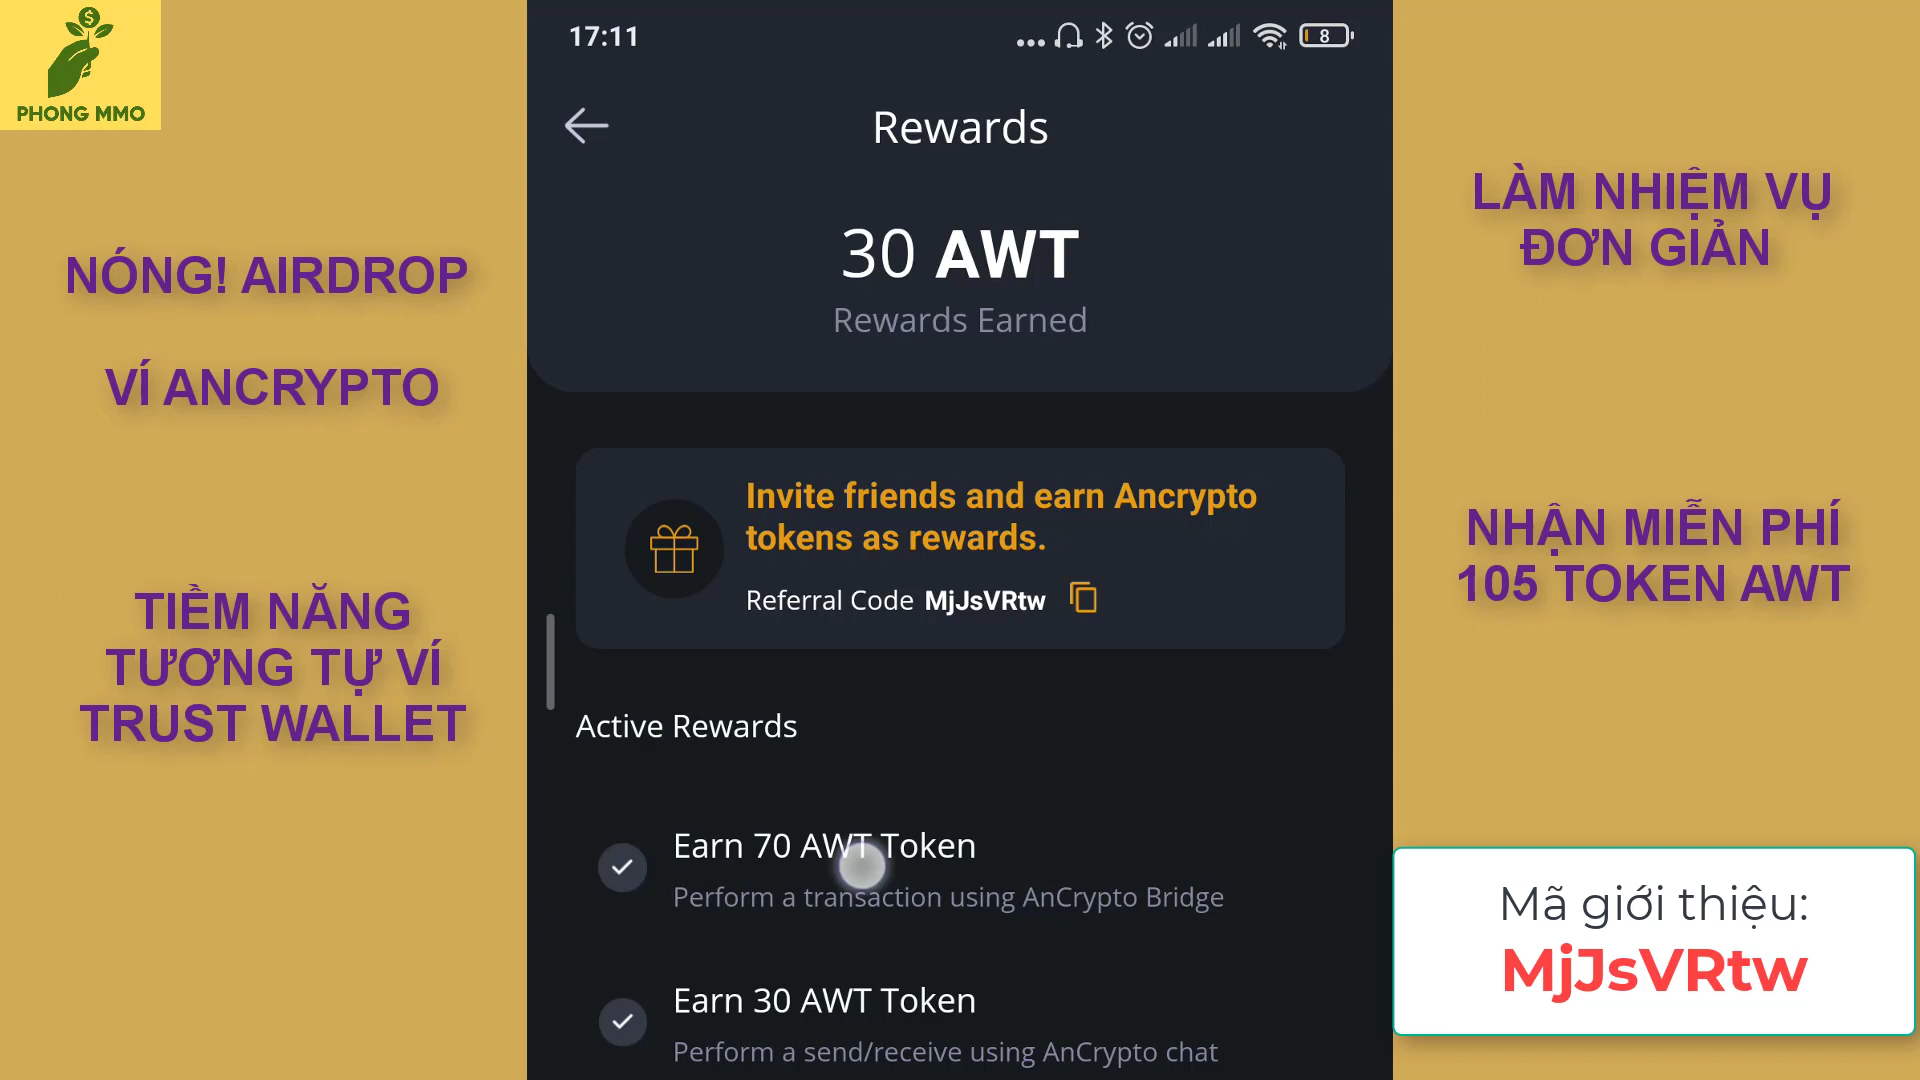 PHONG MMO
NÓNG! AIRDROP
VÍ ANCRYPTO
TIỀM NĂNG
TƯƠNG TỰ VÍ
TRUST WALLET
17:11
8
Rewards
30 AWT
Rewards Earned
Invite friends and earn Ancrypto
tokens as rewards.
Referral Code MjJsVRtw
Active Rewards
Earn 70 AWT Token
Perform a transaction using AnCrypto Bridge
Earn 30 AWT Token
Perform a send/receive using AnCrypto chat
LÀM NHIỆM VỤ
ĐƠN GIẢN
NHẬN MIỄN PHÍ
105 TOKEN AWT
Mã giới thiệu:
MjJsVRtw